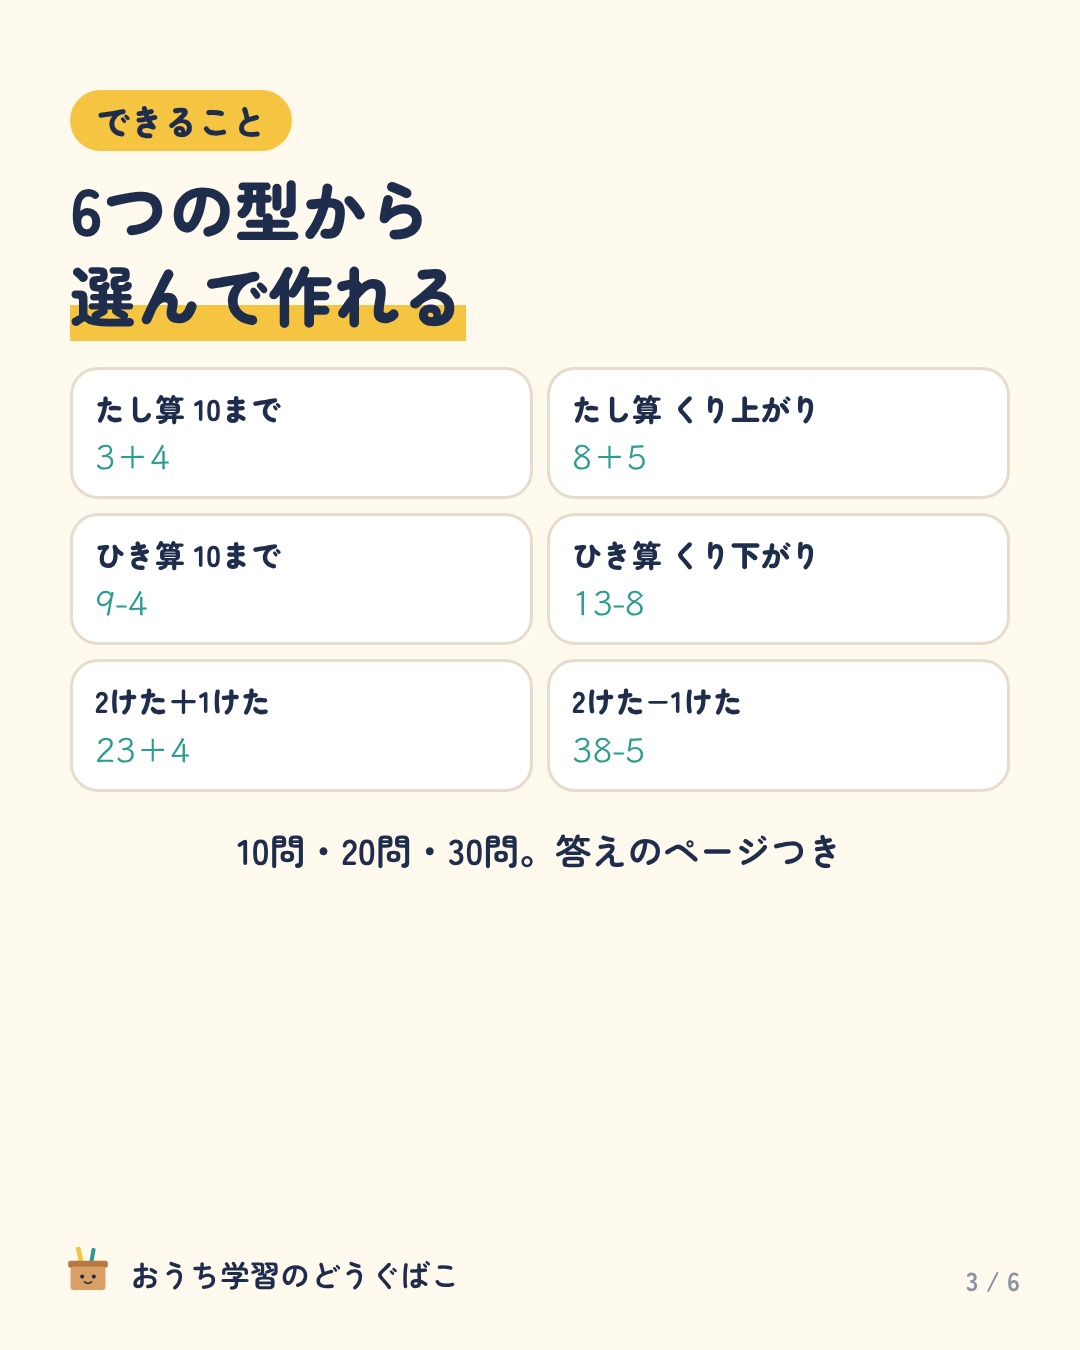 できること
6つの型から
選んで作れる
たし算 10まで
3＋4
たし算 くり上がり
8＋5
ひき算 10まで
9-4
ひき算 くり下がり
13-8
2けた＋1けた
23＋4
2けた−1けた
38-5
10問・20問・30問。答えのページつき
おうち学習のどうぐばこ
3 / 6